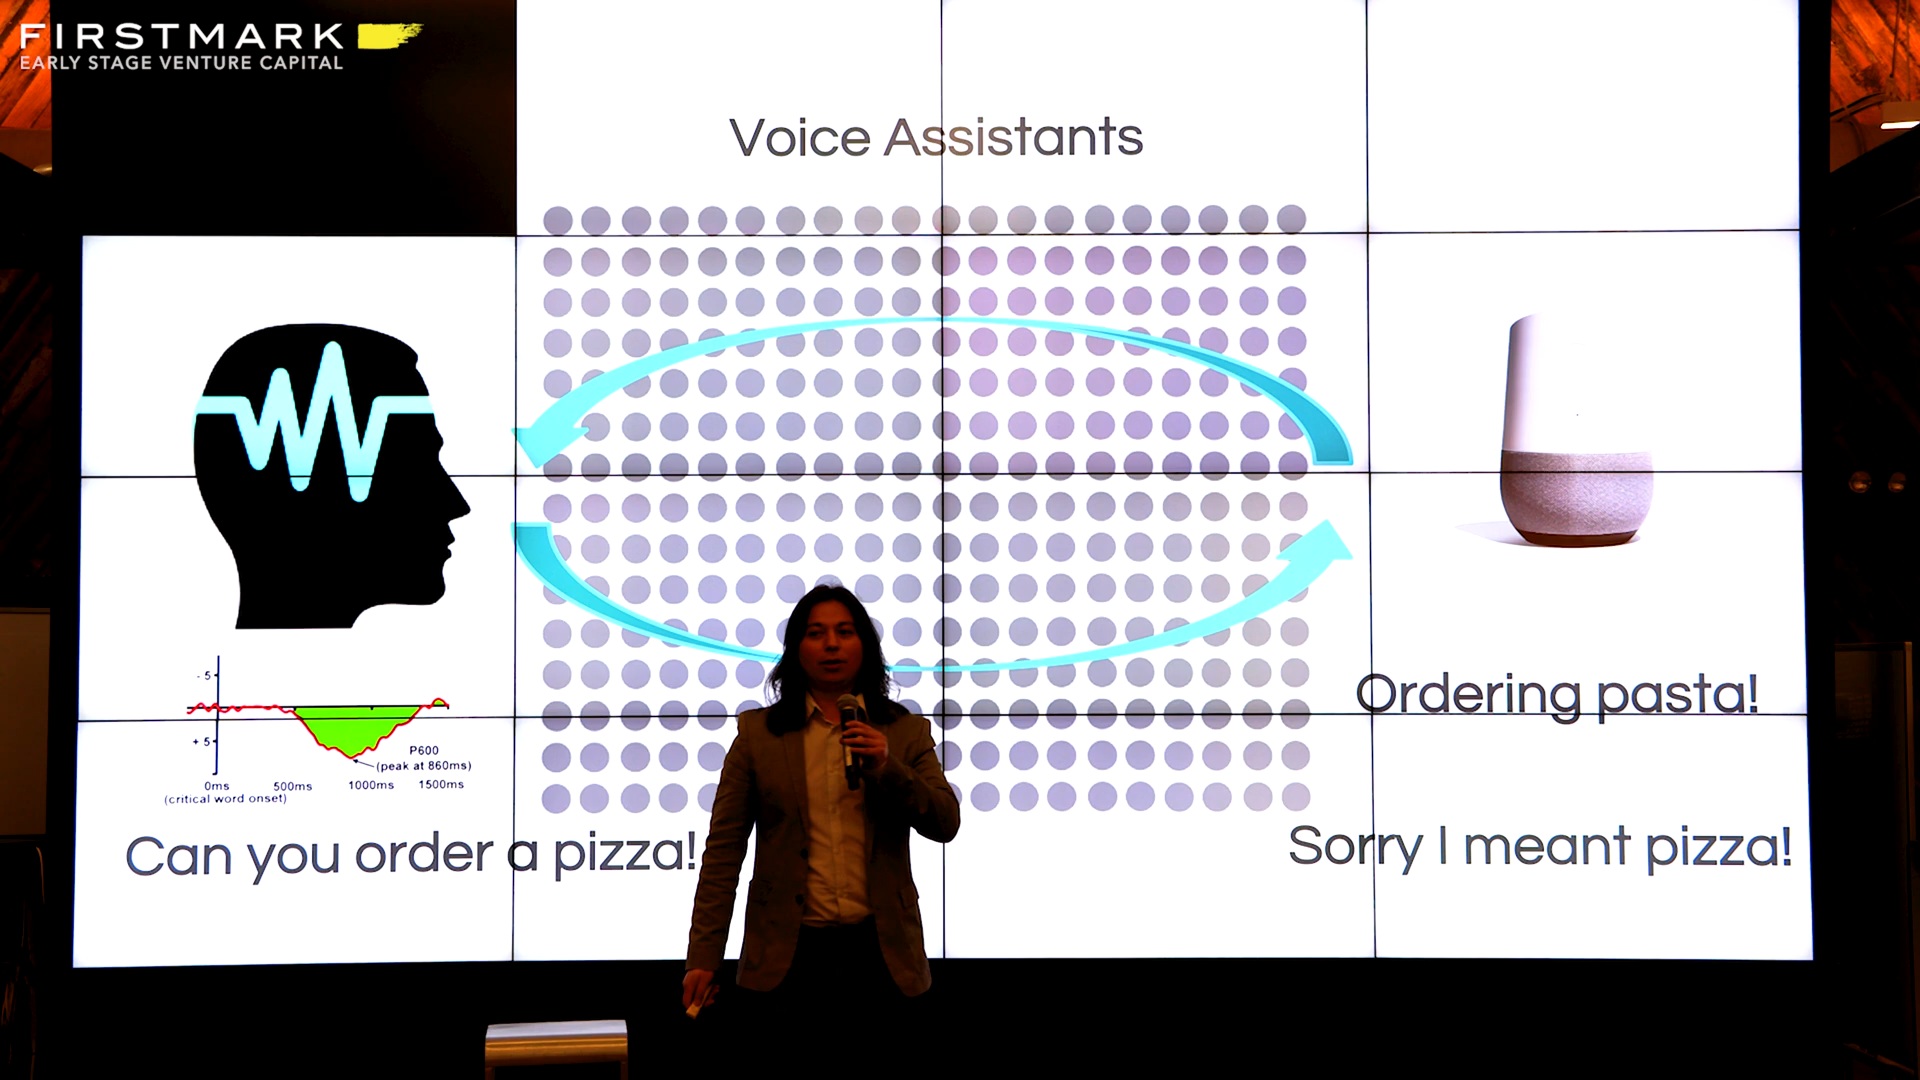 FIRSTMARK
EARLY STAGE VENTURE CAPITAL
Voice Assistants
- 5
+ 5
P600
(peak at 860ms)
0ms
500ms
1000ms
1500ms
(critical word onset)
Can you order a pizza!
Ordering pasta!
Sorry I meant pizza!